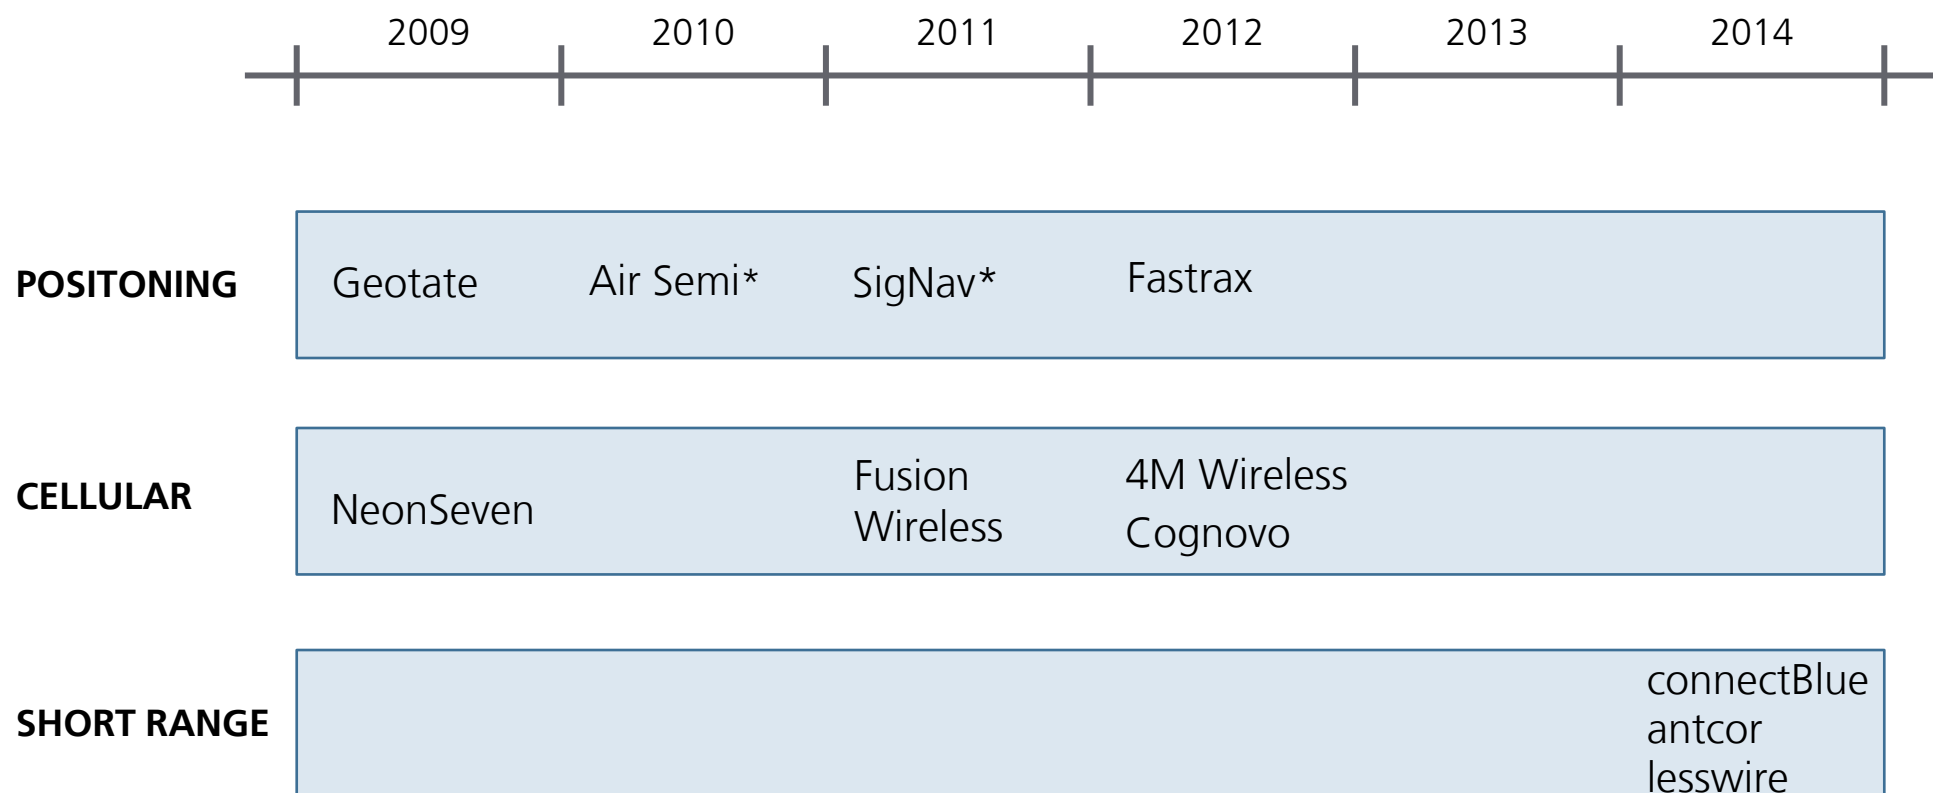 2009 2010 2011 2012 2013 2014
POSITONING Geotate Air Semi* SigNav* Fastrax
CELLULAR NeonSeven
Fusion
Wireless
4M Wireless
Cognovo
SHORT RANGE
connectBlue
antcor
lesswire